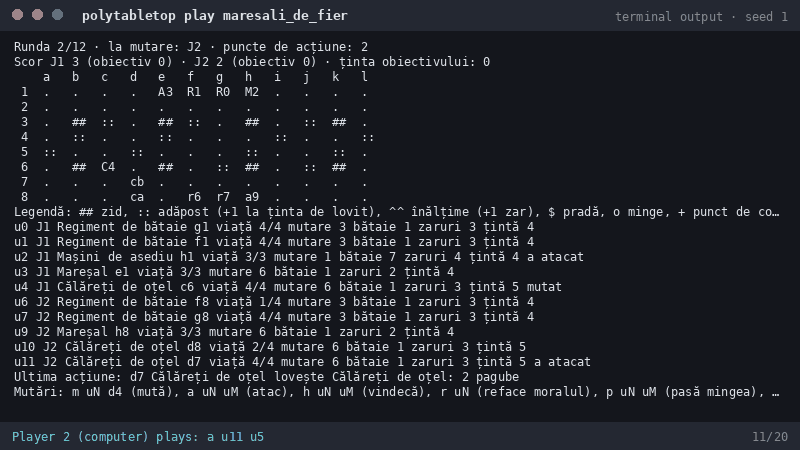 polytabletop play maresali_de_fier
terminal output · seed 1
Runda 2/12 · la mutare: J2 · puncte de acțiune: 2
Scor J1 3 (obiectiv 0) · J2 2 (obiectiv 0) · ținta obiectivului: 0
a b c d e f g h i j k l
1 . . . . A3 R1 R0 M2 . . . .
2 . . . . . . . . . . . .
3 . ## :: . ## :: . ## . :: ## .
4 . :: . . :: . . . :: . . ::
5 :: . . :: . . . :: . . :: .
6 . ## C4 . ## . :: ## . :: ## .
7 . . . cb . . . . . . . .
8 . . . ca . r6 r7 a9 . . . .
Legendă: ## zid, :: adăpost (+1 la ținta de lovit), ^^ înălțime (+1 zar), $ pradă, o minge, + punct de co…
u0 J1 Regiment de bătaie g1 viață 4/4 mutare 3 bătaie 1 zaruri 3 țintă 4
u1 J1 Regiment de bătaie f1 viață 4/4 mutare 3 bătaie 1 zaruri 3 țintă 4
u2 J1 Mașini de asediu h1 viață 3/3 mutare 1 bătaie 7 zaruri 4 țintă 4 a atacat
u3 J1 Mareșal e1 viață 3/3 mutare 6 bătaie 1 zaruri 2 țintă 4
u4 J1 Călăreți de oțel c6 viață 4/4 mutare 6 bătaie 1 zaruri 3 țintă 5 mutat
u6 J2 Regiment de bătaie f8 viață 1/4 mutare 3 bătaie 1 zaruri 3 țintă 4
u7 J2 Regiment de bătaie g8 viață 4/4 mutare 3 bătaie 1 zaruri 3 țintă 4
u9 J2 Mareșal h8 viață 3/3 mutare 6 bătaie 1 zaruri 2 țintă 4
u10 J2 Călăreți de oțel d8 viață 2/4 mutare 6 bătaie 1 zaruri 3 țintă 5
u11 J2 Călăreți de oțel d7 viață 4/4 mutare 6 bătaie 1 zaruri 3 țintă 5 a atacat
Ultima acțiune: d7 Călăreți de oțel lovește Călăreți de oțel: 2 pagube
Mutări: m uN d4 (mută), a uN uM (atac), h uN uM (vindecă), r uN (reface moralul), p uN uM (pasă mingea), …
Player 2 (computer) plays: a u11 u5
11/20